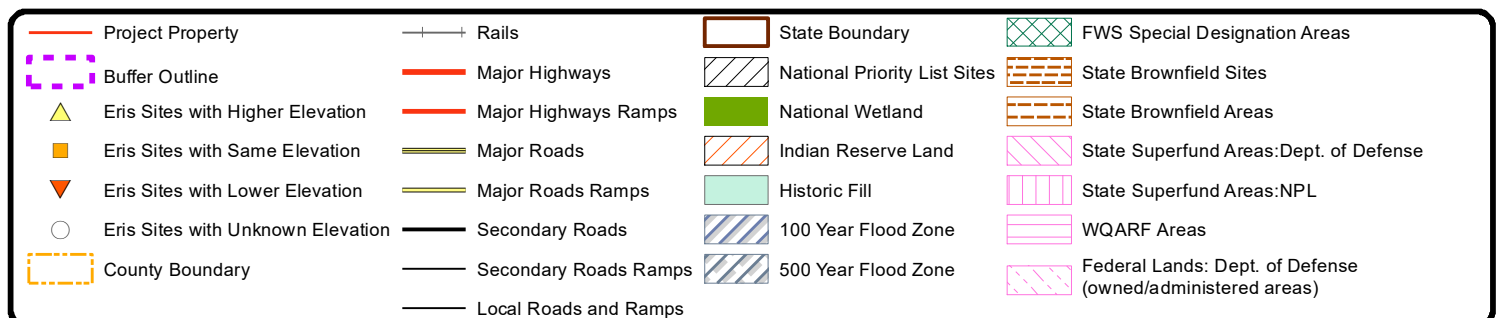 Project Property
Buffer Outline
Eris Sites with Higher Elevation
Eris Sites with Same Elevation
Eris Sites with Lower Elevation
Eris Sites with Unknown Elevation
County Boundary
Rails
Major Highways
Major Highways Ramps
Major Roads
Major Roads Ramps
Secondary Roads
Secondary Roads Ramps
Local Roads and Ramps
State Boundary
National Priority List Sites
National Wetland
Indian Reserve Land
Historic Fill
100 Year Flood Zone
500 Year Flood Zone
FWS Special Designation Areas
State Brownfield Sites
State Brownfield Areas
State Superfund Areas:Dept. of Defense
State Superfund Areas:NPL
WQARF Areas
Federal Lands: Dept. of Defense
(owned/administered areas)